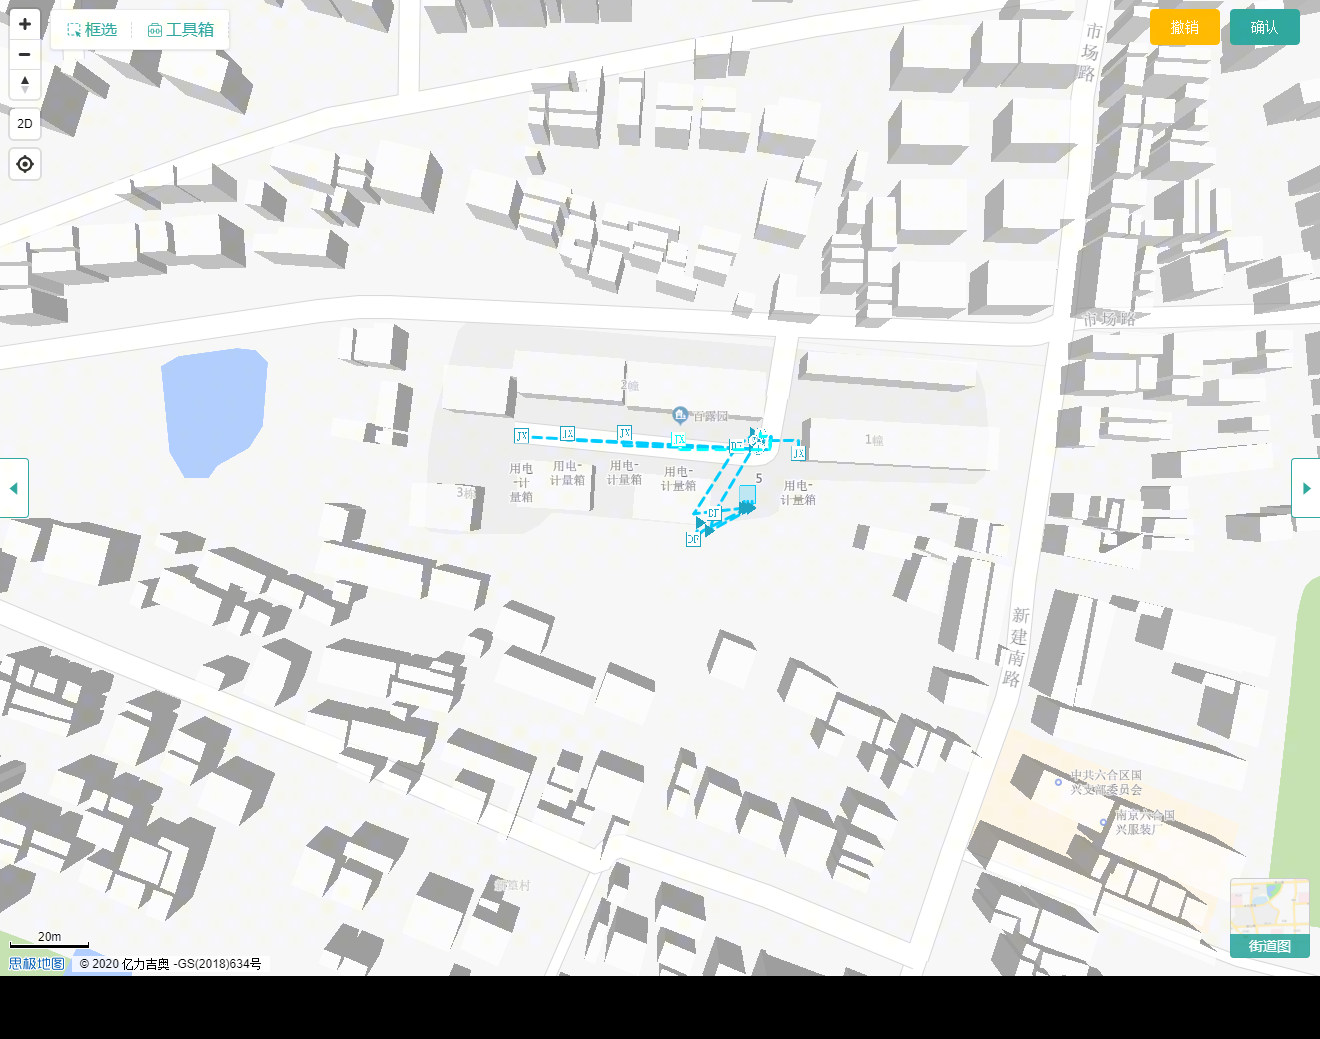 框选
工具箱
撤销
确认
2D
市场路
市场路
2幢
百露园
1幢
JX
JX
JX
JX
JX
用电
-计
量箱
用电-
计量箱
用电-
计量箱
用电-
计量箱
5
用电-
计量箱
3栋
DT
DP
新建南路
中共六合区国
兴支部委员会
南京六合国
兴服装厂
20m
思极地图
© 2020 亿力吉奥 -GS(2018)634号
街道图